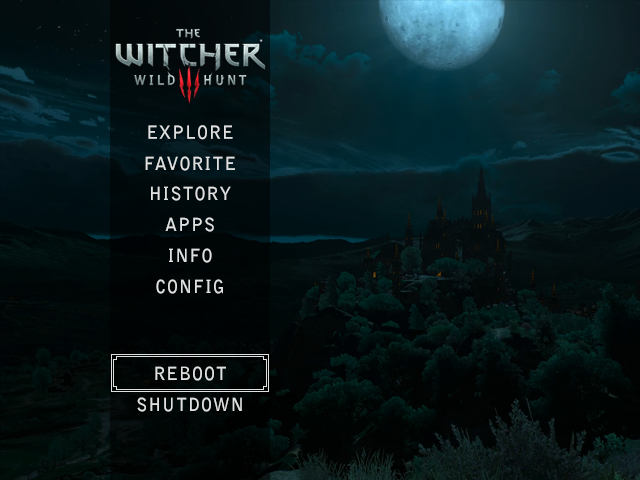 THE
WITCHER
WILD HUNT
EXPLORE
FAVORITE
HISTORY
APPS
INFO
CONFIG
REBOOT
SHUTDOWN